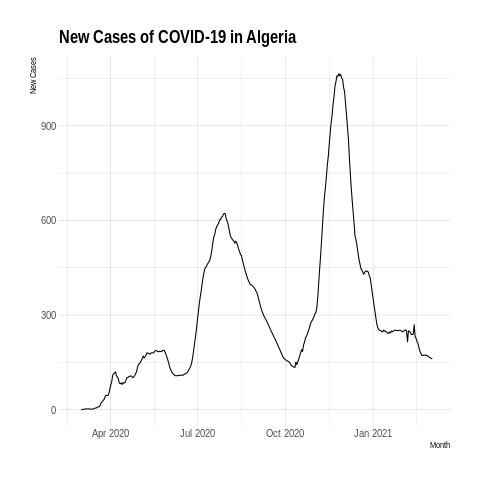 New Cases of COVID-19 in Algeria
New Cases
900
600
300
0
Apr 2020
Jul 2020
Oct 2020
Jan 2021
Month